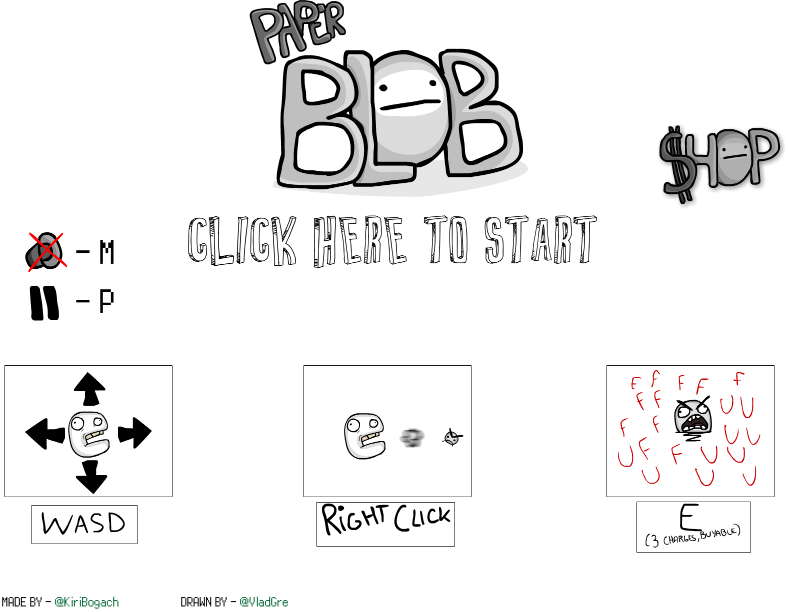 PAPER
BLOB
$HOP
CLICK HERE TO START
- M
- P
E F F F F
F F U U
F F U U
U F F U U
U U U
WASD
RIGHT CLICK
E
(3 CHARGES, BUYABLE)
MADE BY - @KiriBogach
DRAWN BY - @VladGre